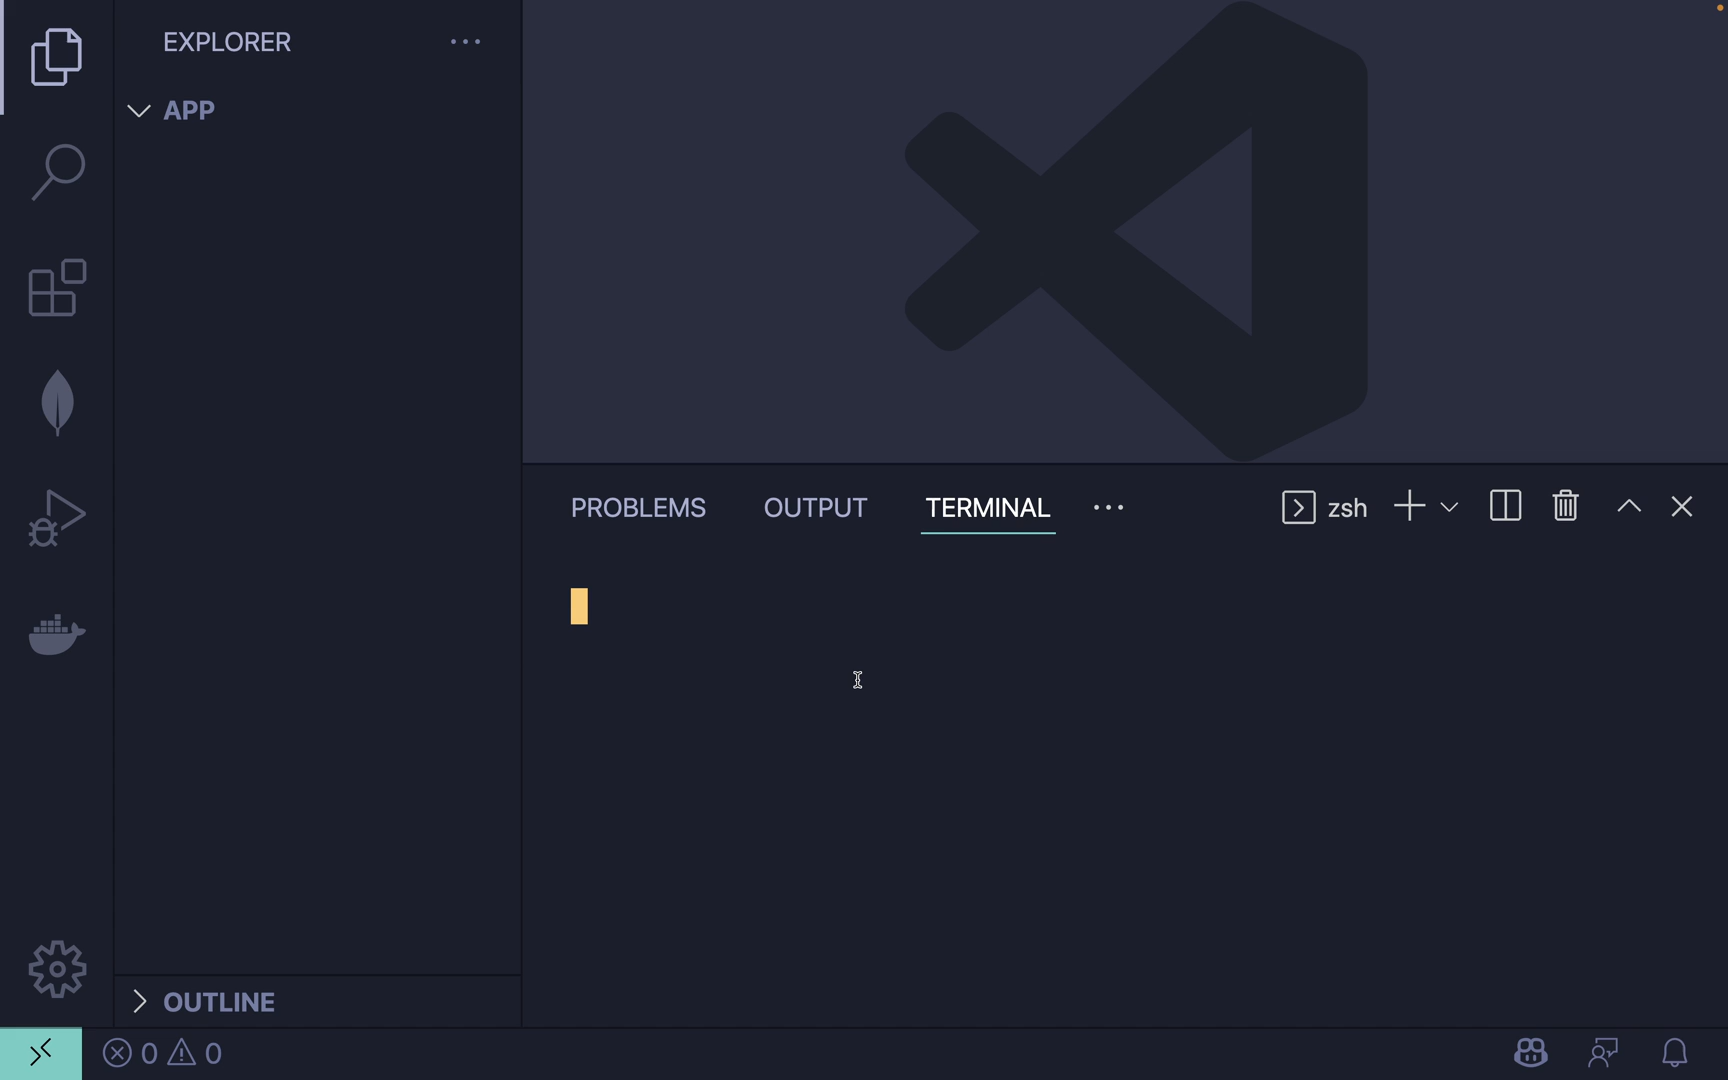 EXPLORER
APP
PROBLEMS OUTPUT TERMINAL zsh
OUTLINE
0 0